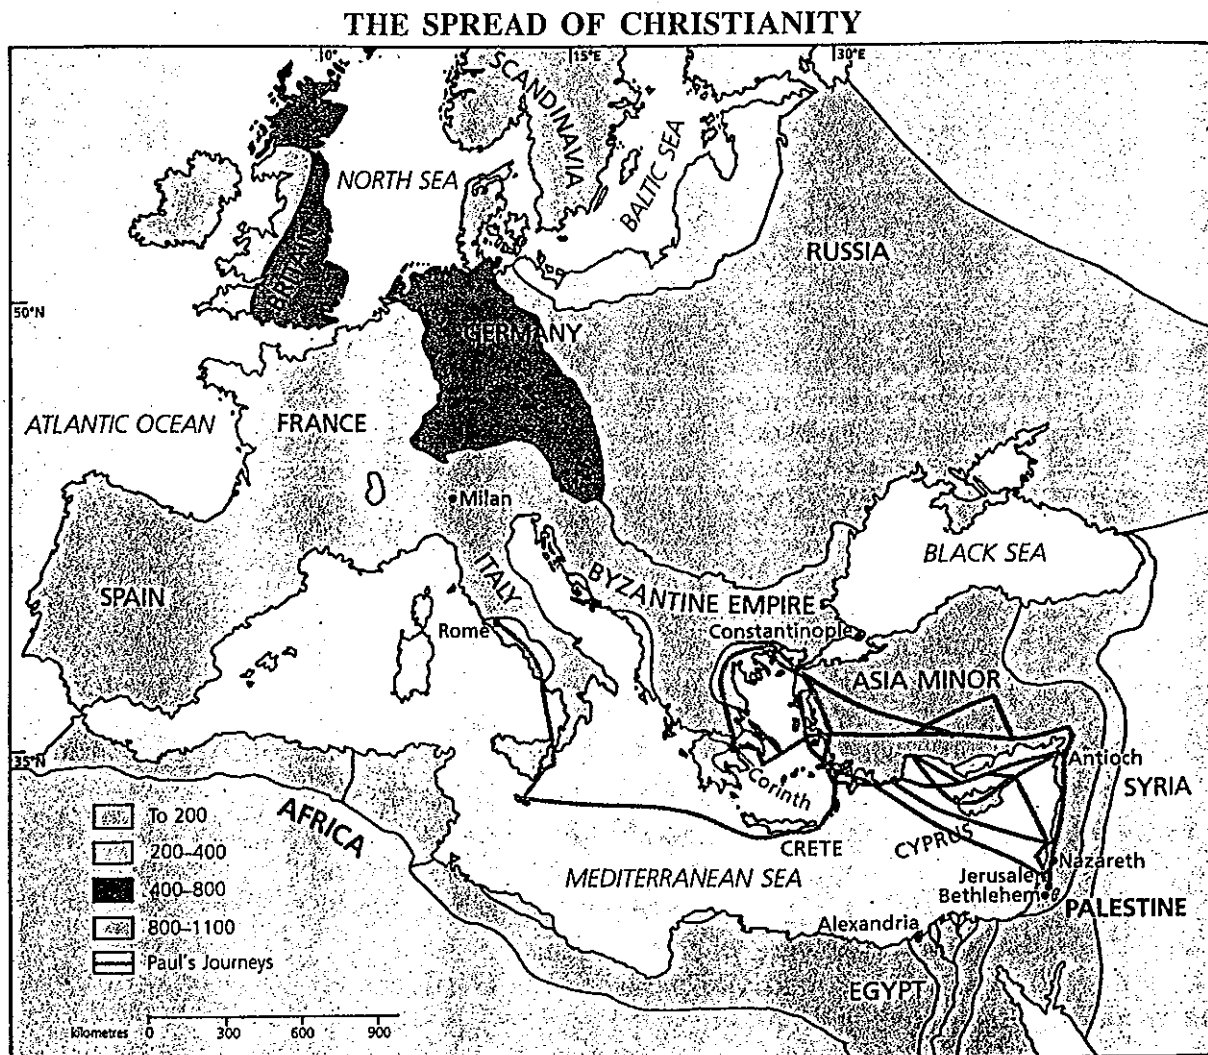 THE SPREAD OF CHRISTIANITY
0° 15°E 30°E
SCANDINAVIA
NORTH SEA
BALTIC SEA
RUSSIA
BRITAIN
50°N
GERMANY
ATLANTIC OCEAN
FRANCE
Milan
BLACK SEA
ITALY
SPAIN
BYZANTINE EMPIRE
Rome
Constantinople
ASIA MINOR
35°N
Antioch
Corinth
SYRIA
AFRICA
CRETE
CYPRUS
Nazareth
MEDITERRANEAN SEA
Jerusale
Bethlehem
PALESTINE
Alexandria
EGYPT
To 200
200–400
400–800
800–1100
Paul's Journeys
kilometres 0 300 600 900